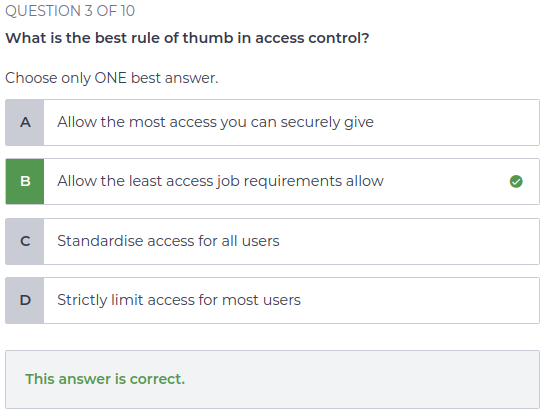 QUESTION 3 OF 10
What is the best rule of thumb in access control?
Choose only ONE best answer.
A Allow the most access you can securely give
B Allow the least access job requirements allow
C Standardise access for all users
D Strictly limit access for most users
This answer is correct.